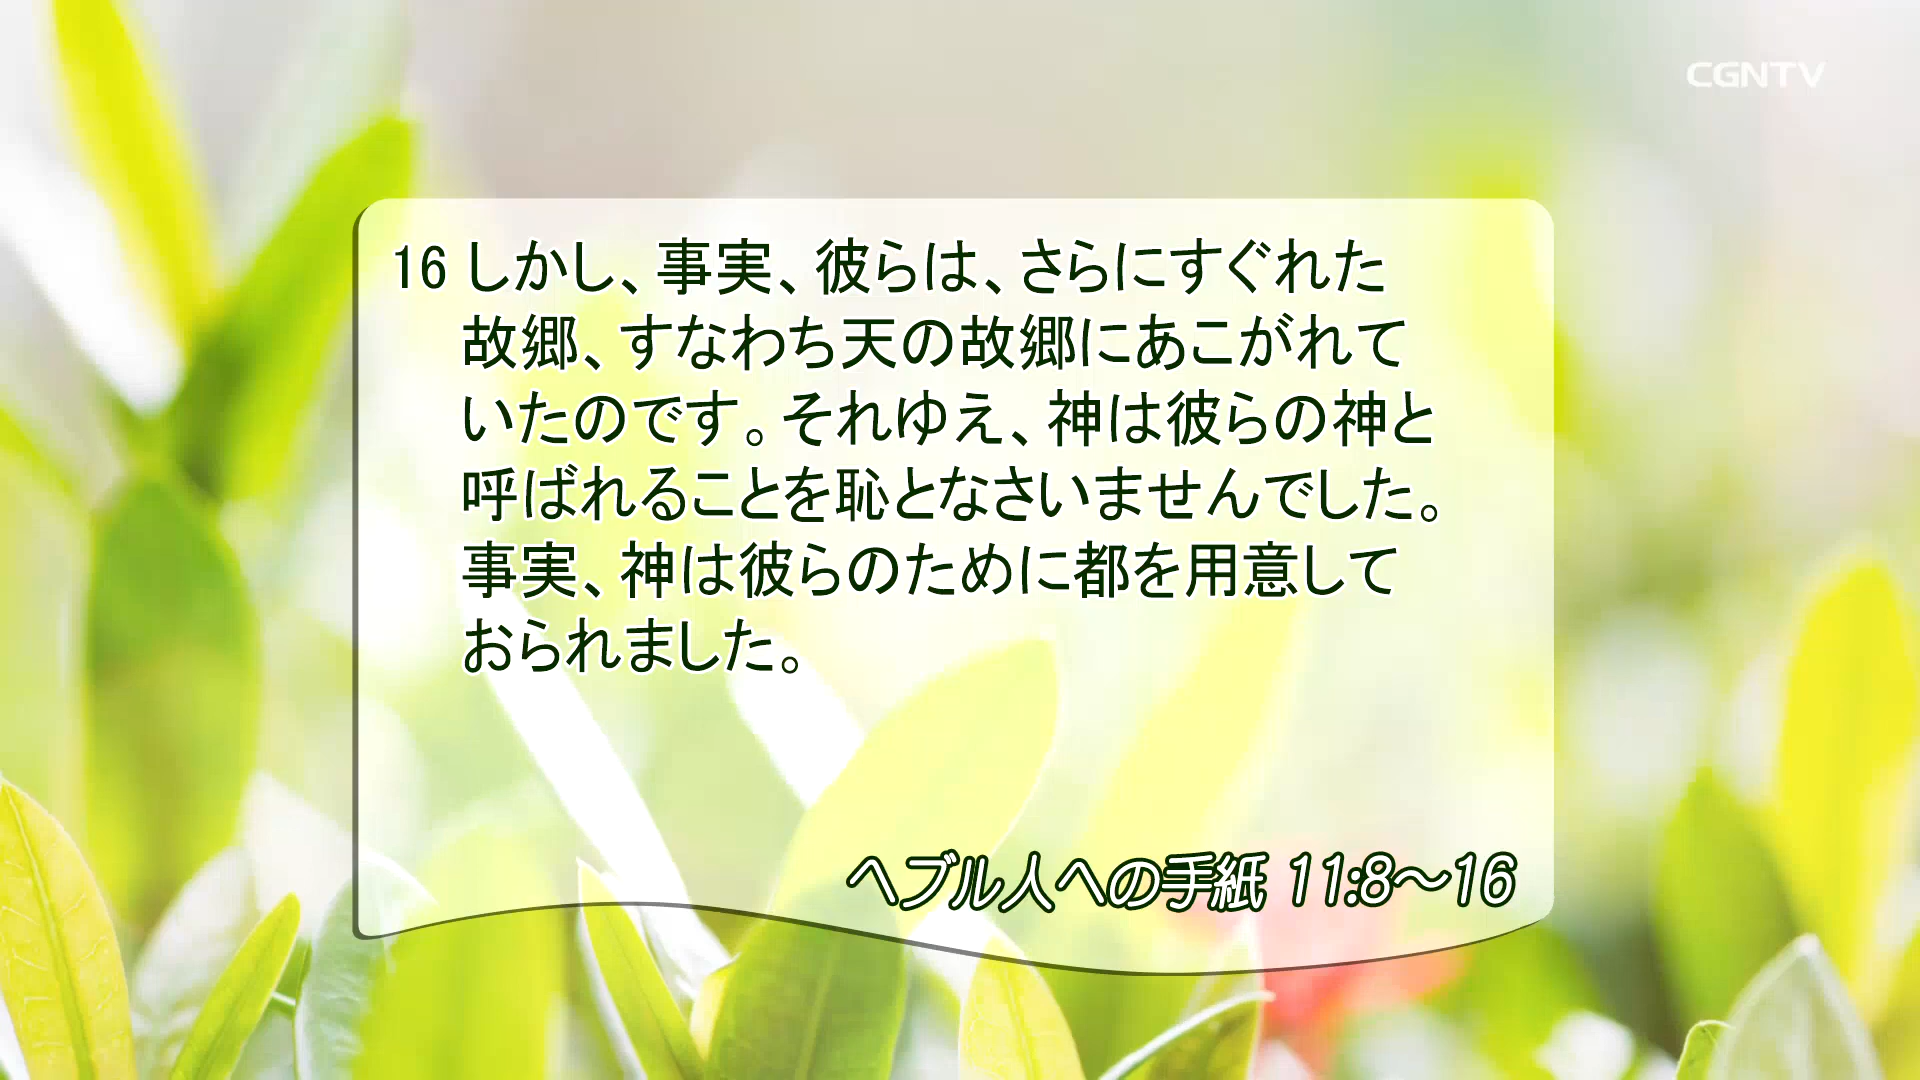 CGNTV
16 しかし、事実、彼らは、さらにすぐれた
故郷、すなわち天の故郷にあこがれて
いたのです。それゆえ、神は彼らの神と
呼ばれることを恥となさいませんでした。
事実、神は彼らのために都を用意して
おられました。
ヘブル人への手紙 11:8～16